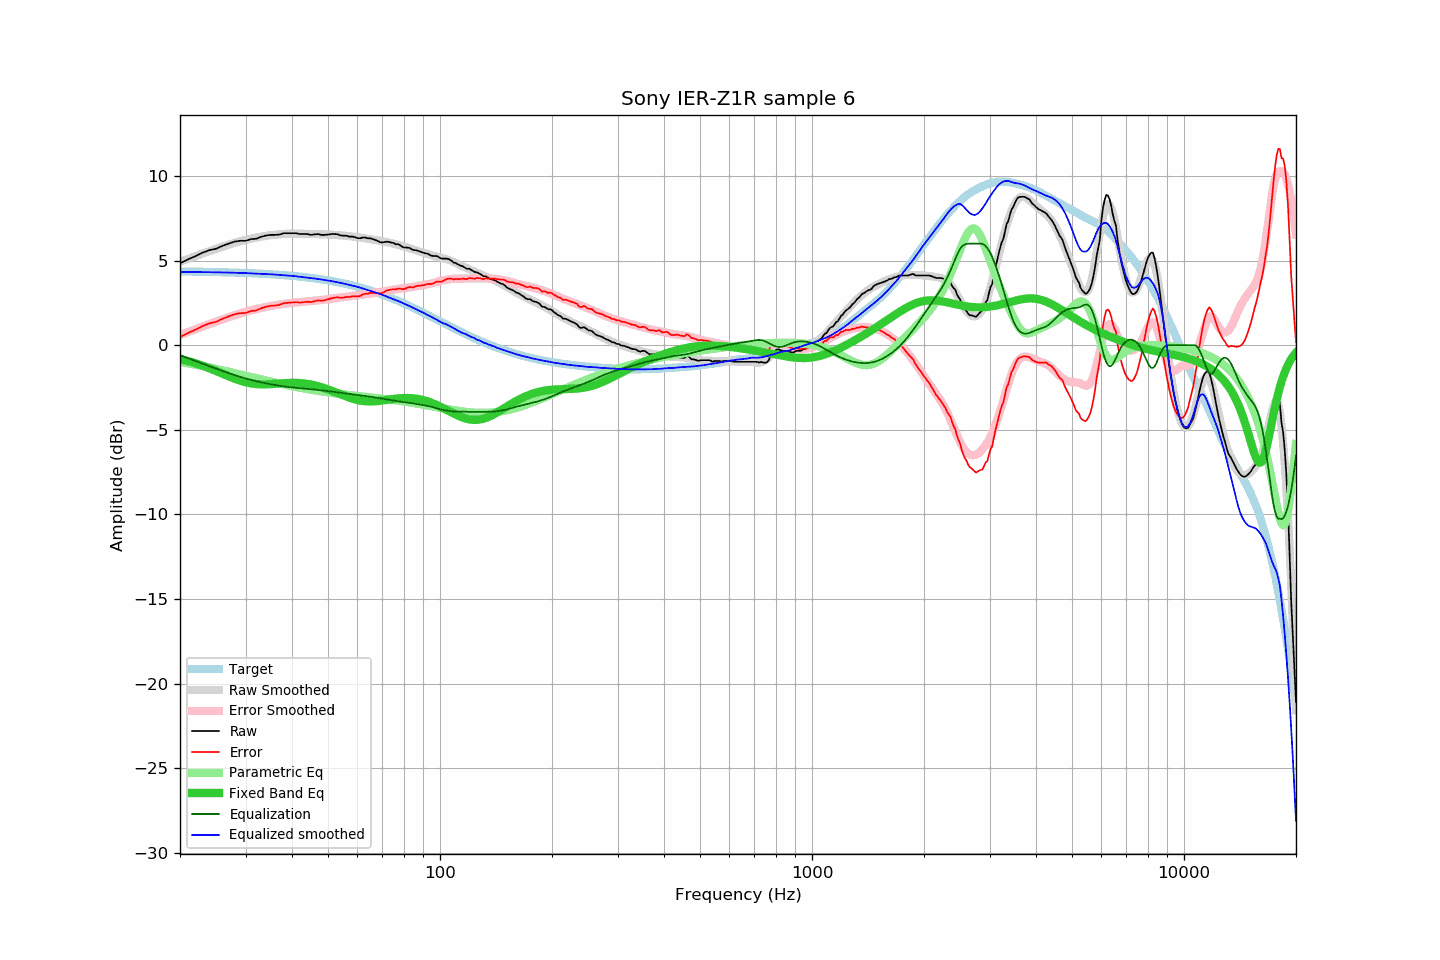 Sony IER-Z1R sample 6
10
5
0
−5
−10
−15
−20
−25
−30
Amplitude (dBr)
Target
Raw Smoothed
Error Smoothed
Raw
Error
Parametric Eq
Fixed Band Eq
Equalization
Equalized smoothed
100
1000
10000
Frequency (Hz)